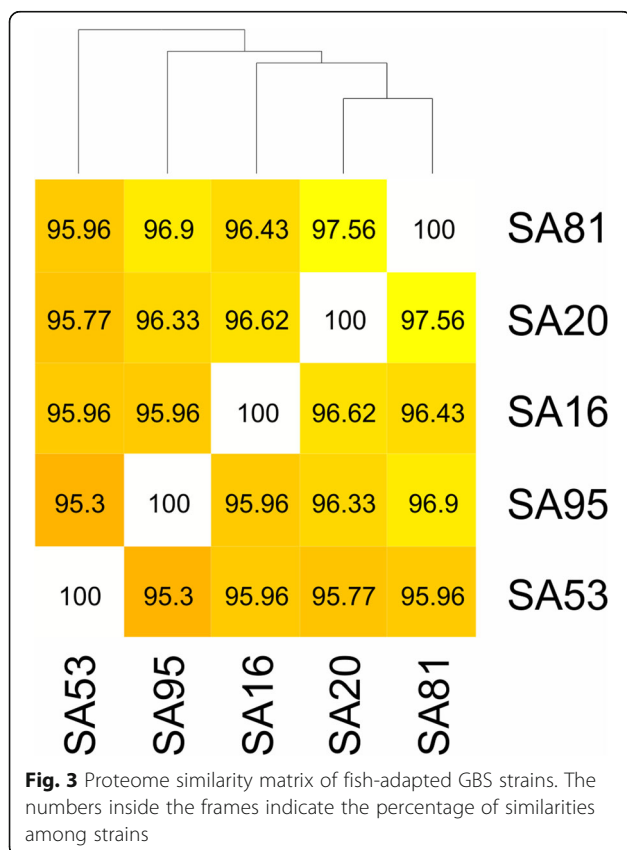 95.96 96.9 96.43 97.56 100 SA81
95.77 96.33 96.62 100 97.56 SA20
95.96 95.96 100 96.62 96.43 SA16
95.3 100 95.96 96.33 96.9 SA95
100 95.3 95.96 95.77 95.96 SA53
SA53 SA95 SA16 SA20 SA81
Fig. 3 Proteome similarity matrix of fish-adapted GBS strains. The
numbers inside the frames indicate the percentage of similarities
among strains